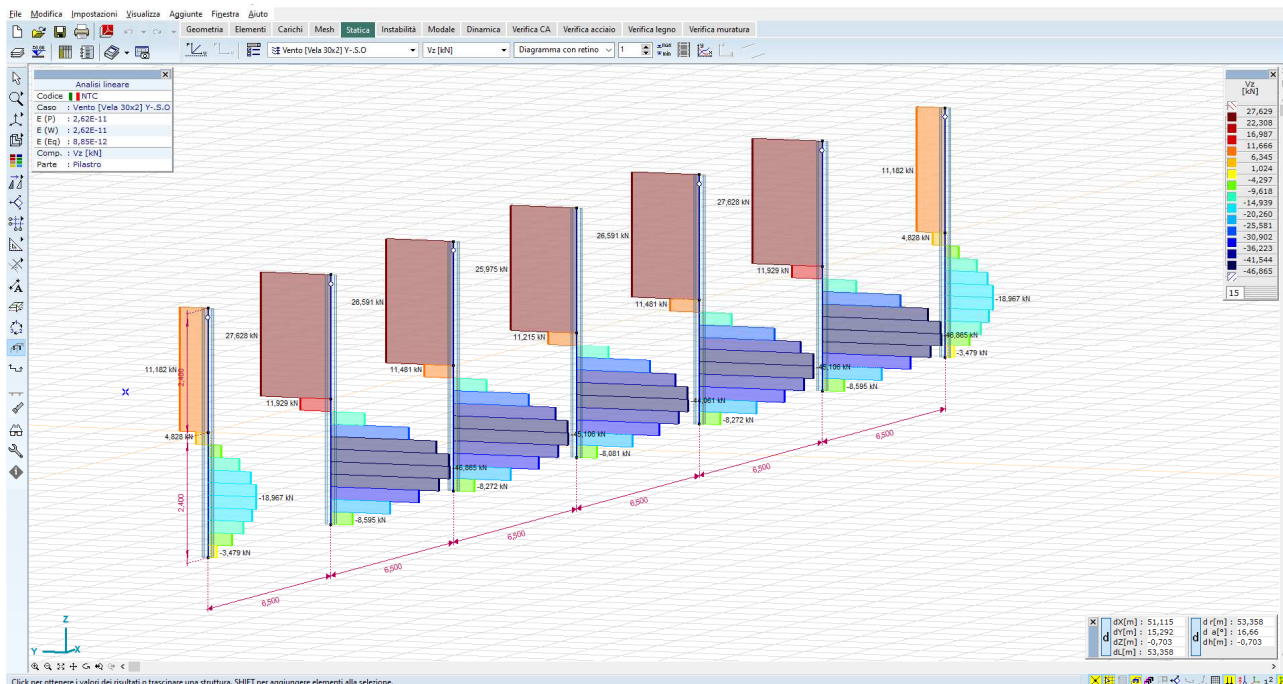 File Modifica Impostazioni Visualizza Aggiunte Finestra Aiuto
Geometria Elementi Carichi Mesh Statica Instabilità Modale Dinamica Verifica CA Verifica acciaio Verifica legno Verifica muratura
Vento [Vela 30x2] Y-.S.O Vz [kN] Diagramma con retino 1
Analisi lineare
Codice NTC
Caso : Vento [Vela 30x2] Y-.S.O
E (P) : 2,62E-11
E (W) : 2,62E-11
E (Eq) : 8,85E-12
Comp. : Vz [kN]
Parte : Pilastro
Vz
[kN]
27,629
22,308
16,987
11,666
6,345
1,024
-4,297
-9,618
-14,939
-20,260
-25,581
-30,902
-36,223
-41,544
-46,865
15
11,182 kN
4,828 kN
-18,967 kN
-3,479 kN
2,400
2,400
27,628 kN
11,929 kN
-46,865 kN
-8,595 kN
26,591 kN
11,481 kN
-45,106 kN
-8,272 kN
25,975 kN
11,215 kN
-44,061 kN
-8,081 kN
26,591 kN
11,481 kN
-45,106 kN
-8,272 kN
27,628 kN
11,929 kN
-46,865 kN
-8,595 kN
11,182 kN
4,828 kN
-18,967 kN
-3,479 kN
6,500
6,500
6,500
6,500
6,500
6,500
Z
Y X
d
dX[m] : 51,115
dY[m] : 15,292
dZ[m] : -0,703
dL[m] : 53,358
d
d r[m] : 53,358
d a[°] : 16,66
dh[m] : -0,703
Click per ottenere i valori dei risultati o trascinare una struttura. SHIFT per aggiungere elementi alla selezione.